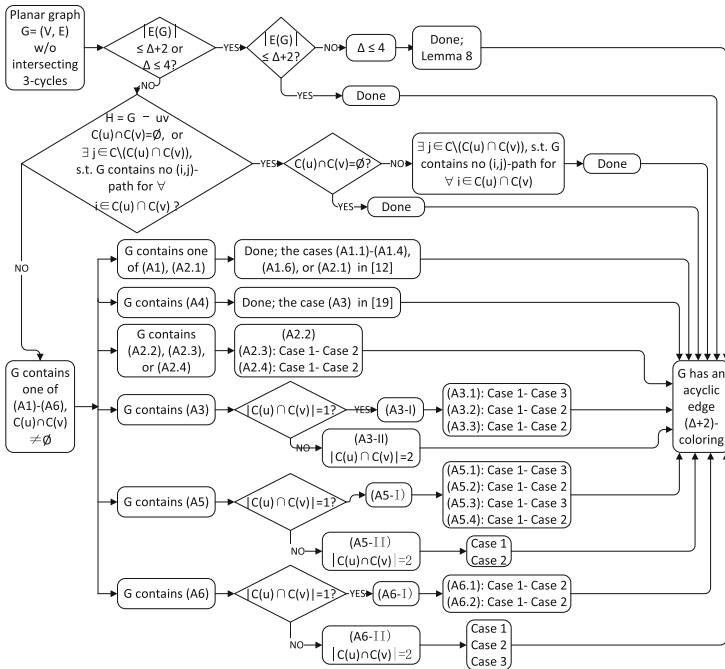 Planar graph
G= (V, E)
w/o
intersecting
3-cycles
|E(G)|
≤ Δ+2 or
Δ ≤ 4?
YES
NO
|E(G)|
≤ Δ+2?
NO
Δ ≤ 4
Done;
Lemma 8
YES
Done
H = G − uv
C(u)∩C(v)=Ø, or
∃ j∈C\(C(u)∩C(v)),
s.t. G contains no (i,j)-
path for ∀
i∈C(u)∩C(v) ?
YES
C(u)∩C(v)=Ø?
NO
∃ j∈C\(C(u)∩C(v)), s.t. G
contains no (i,j)-path for
∀ i∈C(u)∩C(v)
Done
YES
Done
NO
G contains
one of
(A1)-(A6),
C(u)∩C(v)
≠Ø
G contains one
of (A1), (A2.1)
Done; the cases (A1.1)-(A1.4),
(A1.6), or (A2.1) in [12]
G contains (A4)
Done; the case (A3) in [19]
G contains
(A2.2), (A2.3),
or (A2.4)
(A2.2)
(A2.3): Case 1- Case 2
(A2.4): Case 1- Case 2
G contains (A3)
|C(u)∩C(v)|=1?
YES
(A3-I)
(A3.1): Case 1- Case 3
(A3.2): Case 1- Case 2
(A3.3): Case 1- Case 2
NO
(A3-II)
|C(u)∩C(v)|=2
G has an
acyclic
edge
(Δ+2)-
coloring
G contains (A5)
|C(u)∩C(v)|=1?
(A5-I)
(A5.1): Case 1- Case 3
(A5.2): Case 1- Case 2
(A5.3): Case 1- Case 3
(A5.4): Case 1- Case 2
NO
(A5-II)
|C(u)∩C(v)|=2
Case 1
Case 2
G contains (A6)
|C(u)∩C(v)|=1?
YES
(A6-I)
(A6.1): Case 1- Case 2
(A6.2): Case 1- Case 2
NO
(A6-II)
|C(u)∩C(v)|=2
Case 1
Case 2
Case 3